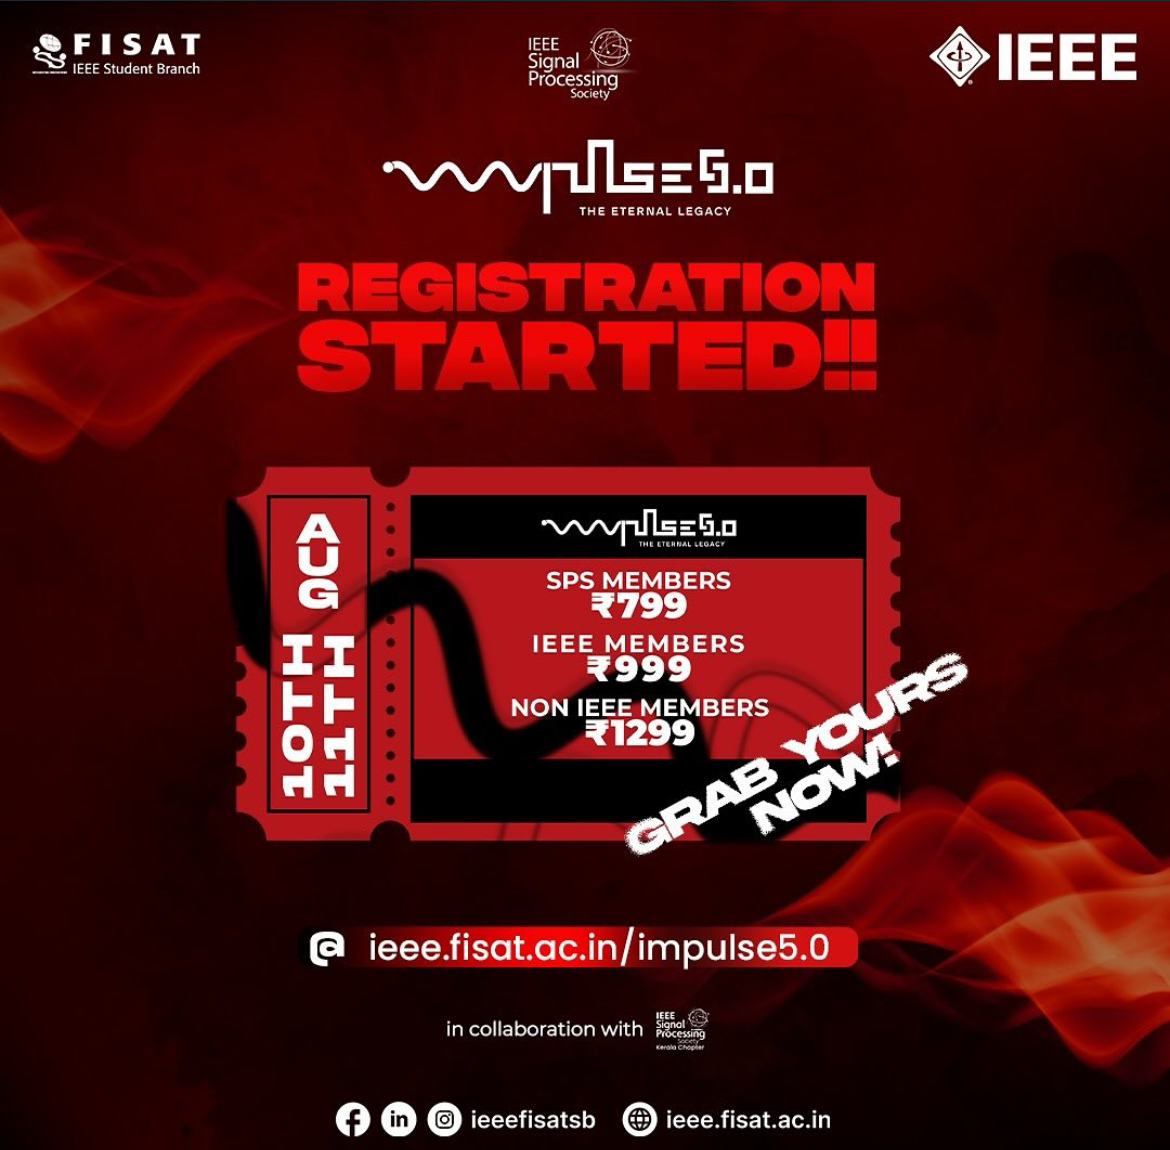 FISAT
IEEE Student Branch
IEEE
Signal
Processing
Society
IEEE
impulse5.0
THE ETERNAL LEGACY
REGISTRATION
STARTED!!
AUG
10TH
11TH
impulse5.0
THE ETERNAL LEGACY
SPS MEMBERS
₹799
IEEE MEMBERS
₹999
NON IEEE MEMBERS
₹1299
GRAB YOURS
NOW!
@ ieee.fisat.ac.in/impulse5.0
in collaboration with
IEEE
Signal
Processing
Society
Kerala Chapter
ieeefisatsb
ieee.fisat.ac.in